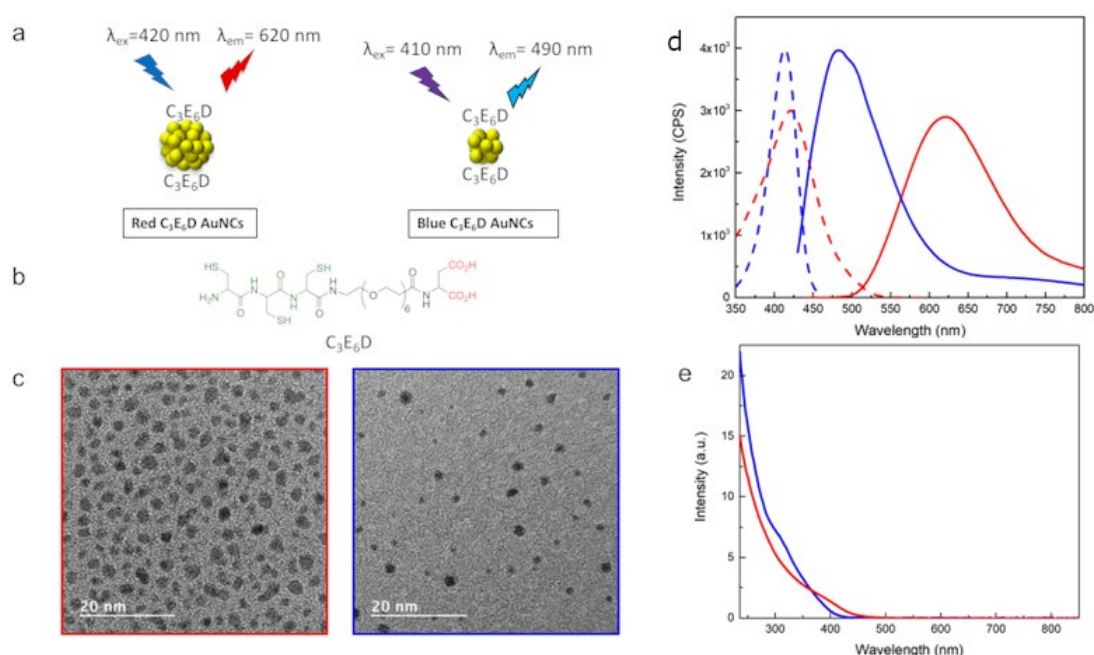 a
λex=420 nm λem= 620 nm
C3E6D
C3E6D
Red C3E6D AuNCs
λex= 410 nm λem= 490 nm
C3E6D
C3E6D
Blue C3E6D AuNCs
b
HS
SH
CO2H
H2N
O
H
N
O
SH
N
H
O
H
N
O
6
O
N
H
CO2H
C3E6D
c
20 nm
20 nm
d
Intensity (CPS)
4x10³
3x10³
2x10³
1x10³
0
350 400 450 500 550 600 650 700 750 800
Wavelength (nm)
e
Intensity (a.u.)
20
15
10
5
0
300 400 500 600 700 800
Wavelength (nm)